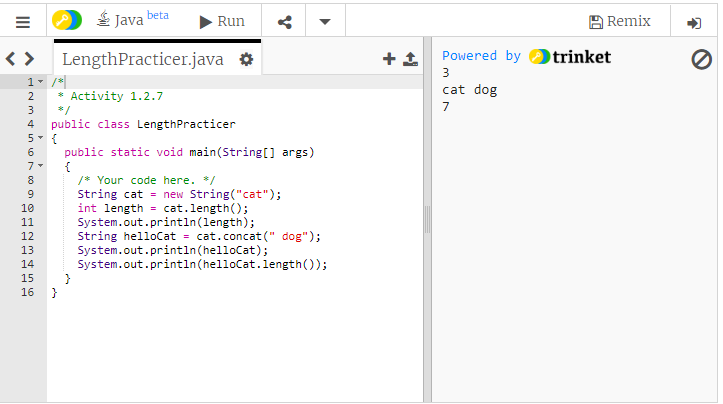 Java beta Run Remix
LengthPracticer.java
1 /*
2  * Activity 1.2.7
3  */
4 public class LengthPracticer
5 {
6   public static void main(String[] args)
7   {
8     /* Your code here. */
9     String cat = new String("cat");
10     int length = cat.length();
11     System.out.println(length);
12     String helloCat = cat.concat(" dog");
13     System.out.println(helloCat);
14     System.out.println(helloCat.length());
15   }
16 }
Powered by trinket
3
cat dog
7